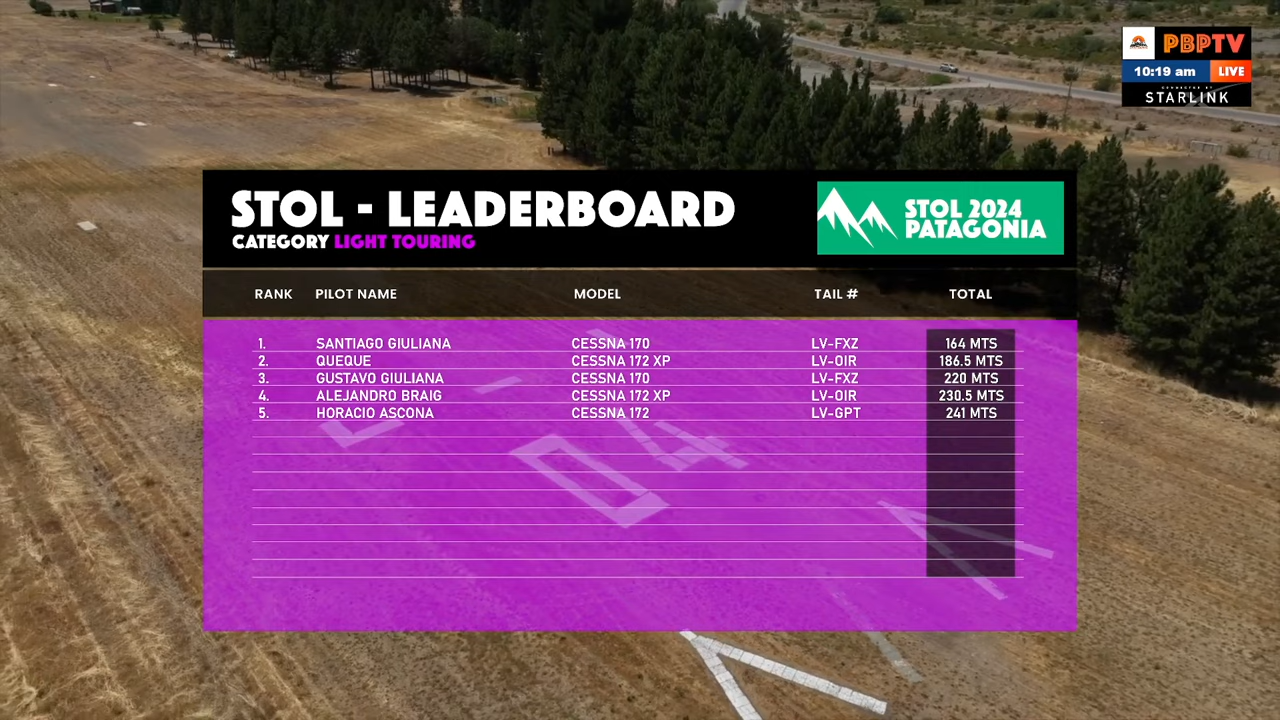 PBPTV
10:19 am LIVE
STARLINK
STOL - LEADERBOARD
CATEGORY LIGHT TOURING
STOL 2024
PATAGONIA
RANK PILOT NAME MODEL TAIL # TOTAL
1. SANTIAGO GIULIANA CESSNA 170 LV-FXZ 164 MTS
2. QUEQUE CESSNA 172 XP LV-OIR 186.5 MTS
3. GUSTAVO GIULIANA CESSNA 170 LV-FXZ 220 MTS
4. ALEJANDRO BRAIG CESSNA 172 XP LV-OIR 230.5 MTS
5. HORACIO ASCONA CESSNA 172 LV-GPT 241 MTS
04